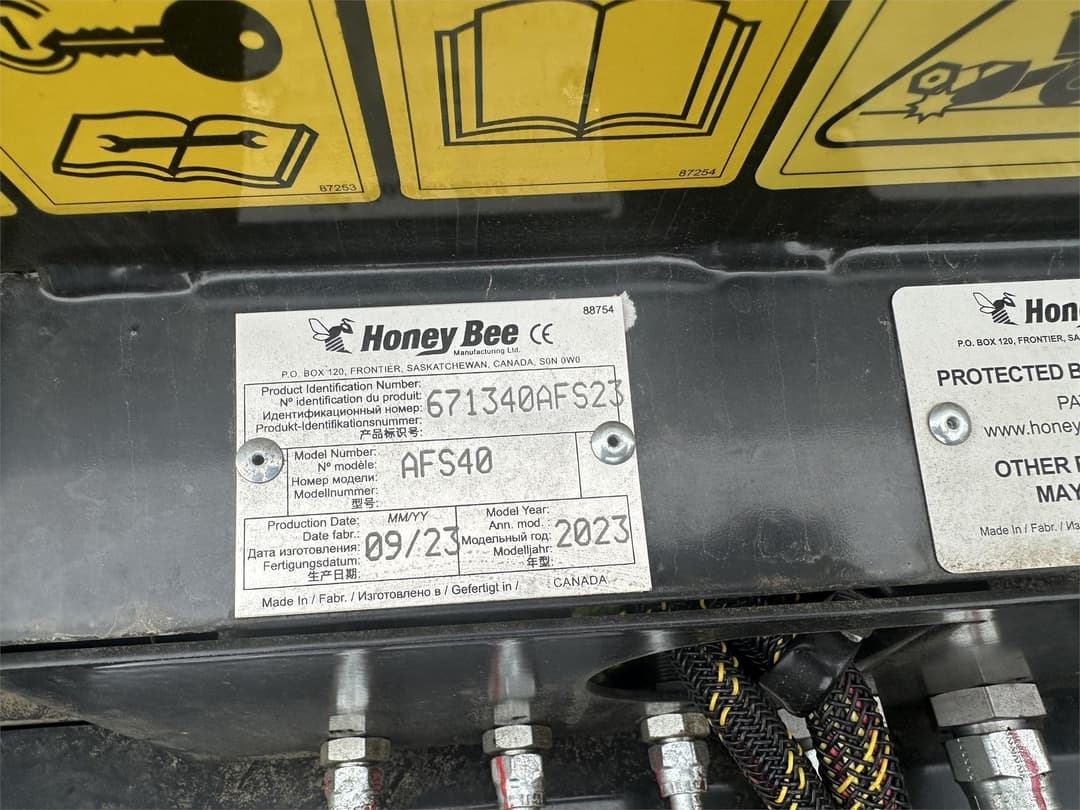 87253
87254
88754
Honey Bee CE
Manufacturing Ltd.
P.O. BOX 120, FRONTIER, SASKATCHEWAN, CANADA, S0N 0W0
Product Identification Number:
Nº identification du produit:
Идентификационный номер:
Produkt-Identifikationsnummer:
产品标识号:
671340AFS23
Model Number:
Nº modèle:
Номер модели:
Modellnummer:
型号:
AFS40
Production Date:
Date fabr.:
Дата изготовления:
Fertigungsdatum:
生产日期:
MM/YY
09/23
Model Year:
Ann. mod.
Модельный год:
Modelljahr:
年型:
2023
Made In / Fabr. / Изготовлено в / Gefertigt in / CANADA
Hon
P.O. BOX 120, FRONTIER, SA
PROTECTED B
PA
www.honey
OTHER
MAY
Made In / Fabr. / Из